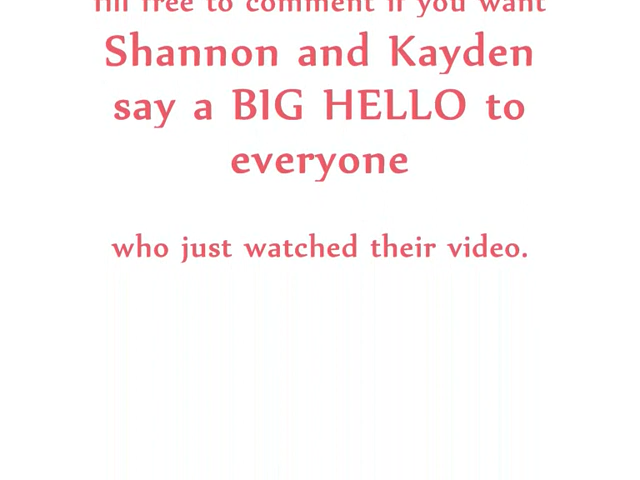 fill free to comment if you want
Shannon and Kayden
say a BIG HELLO to
everyone
who just watched their video.